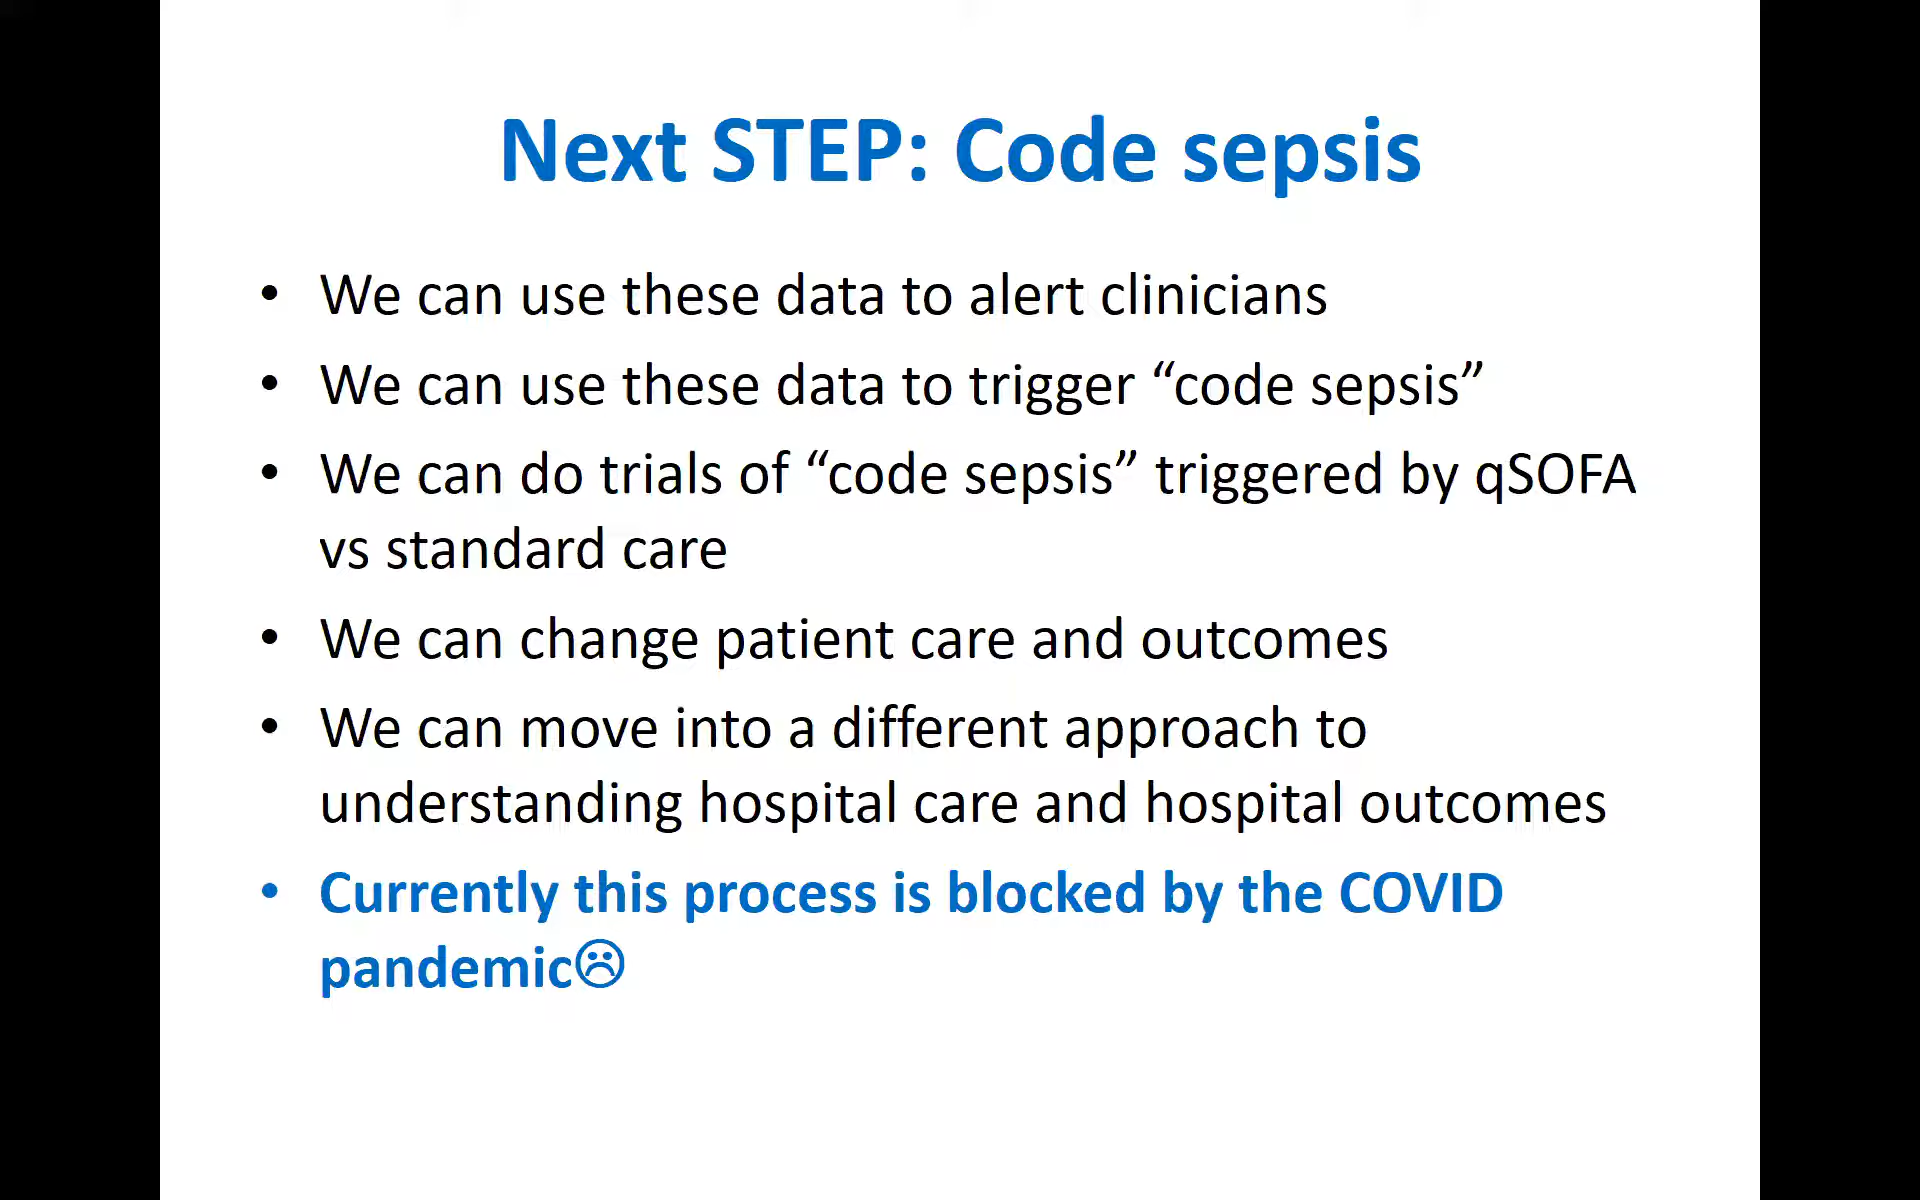 Next STEP: Code sepsis
• We can use these data to alert clinicians
• We can use these data to trigger “code sepsis”
• We can do trials of “code sepsis” triggered by qSOFA
vs standard care
• We can change patient care and outcomes
• We can move into a different approach to
understanding hospital care and hospital outcomes
• Currently this process is blocked by the COVID
pandemic☹